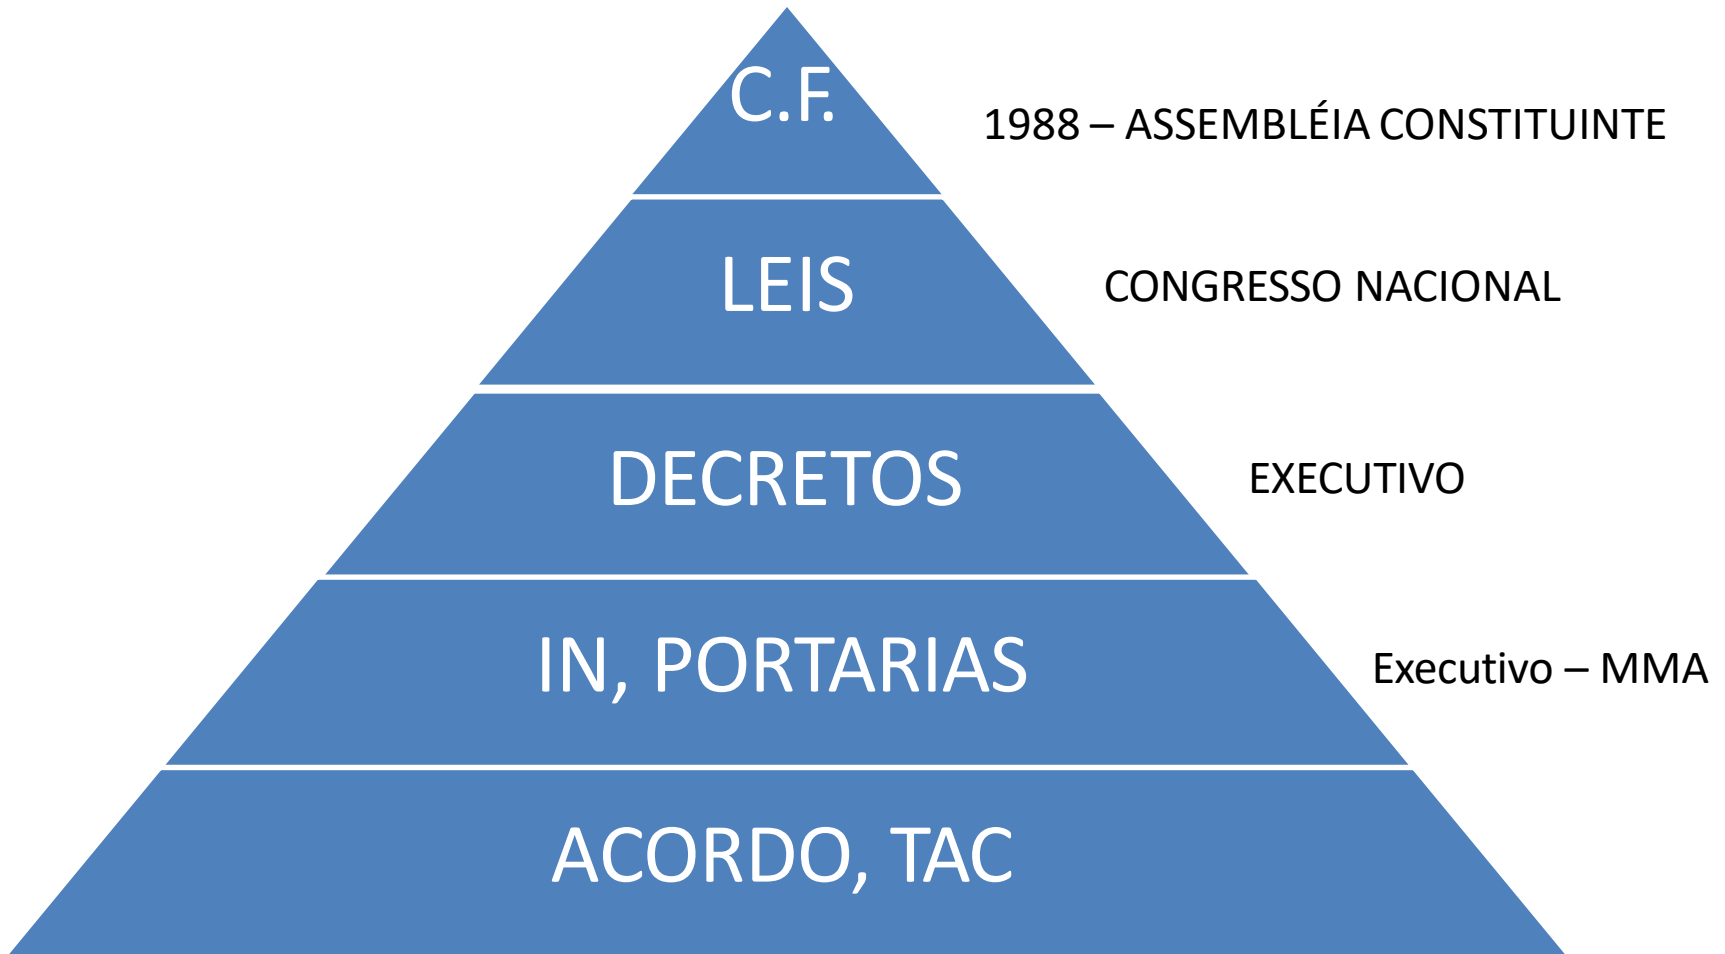 C.F.
1988 – ASSEMBLÉIA CONSTITUINTE
LEIS
CONGRESSO NACIONAL
DECRETOS
EXECUTIVO
IN, PORTARIAS
Executivo – MMA
ACORDO, TAC